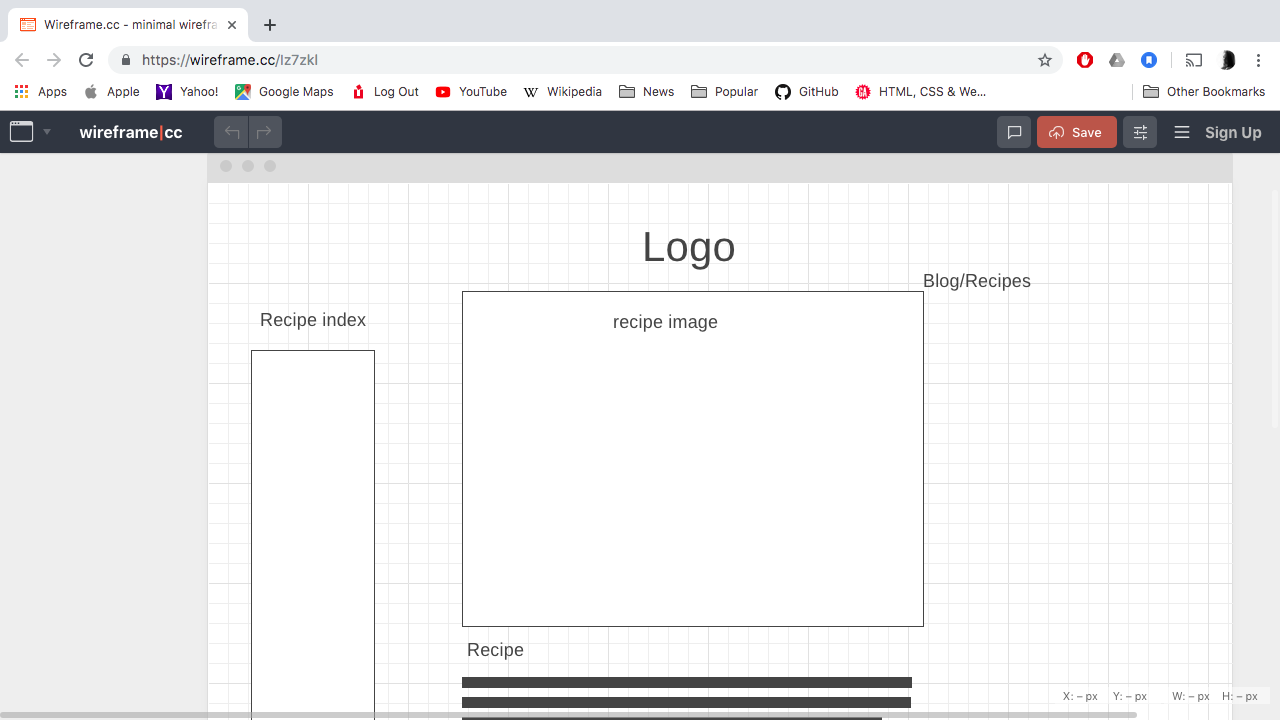 Wireframe.cc - minimal wirefra
https://wireframe.cc/Iz7zkl
Apps Apple Yahoo! Google Maps Log Out YouTube Wikipedia News Popular GitHub HTML, CSS & We... Other Bookmarks
wireframe|cc Save Sign Up
Logo
Blog/Recipes
Recipe index
recipe image
Recipe
X: – px Y: – px W: – px H: – px